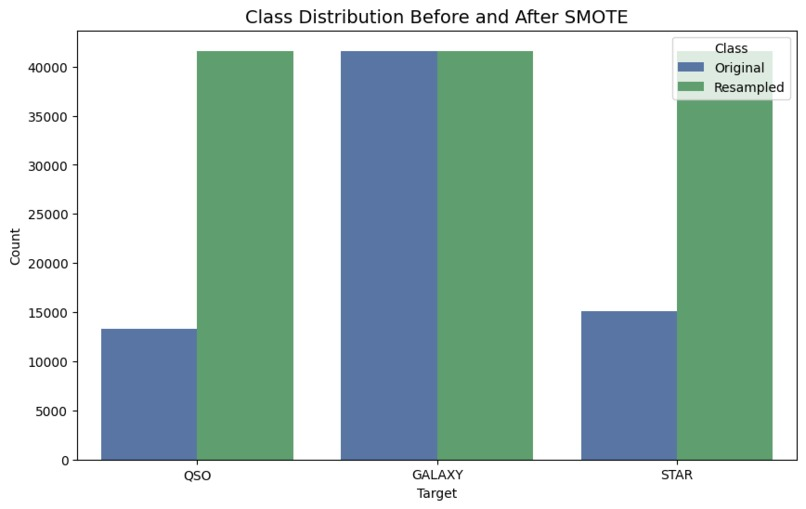 Class Distribution Before and After SMOTE
Class
Original
Resampled
40000
35000
30000
25000
20000
15000
10000
5000
0
Count
QSO GALAXY STAR
Target